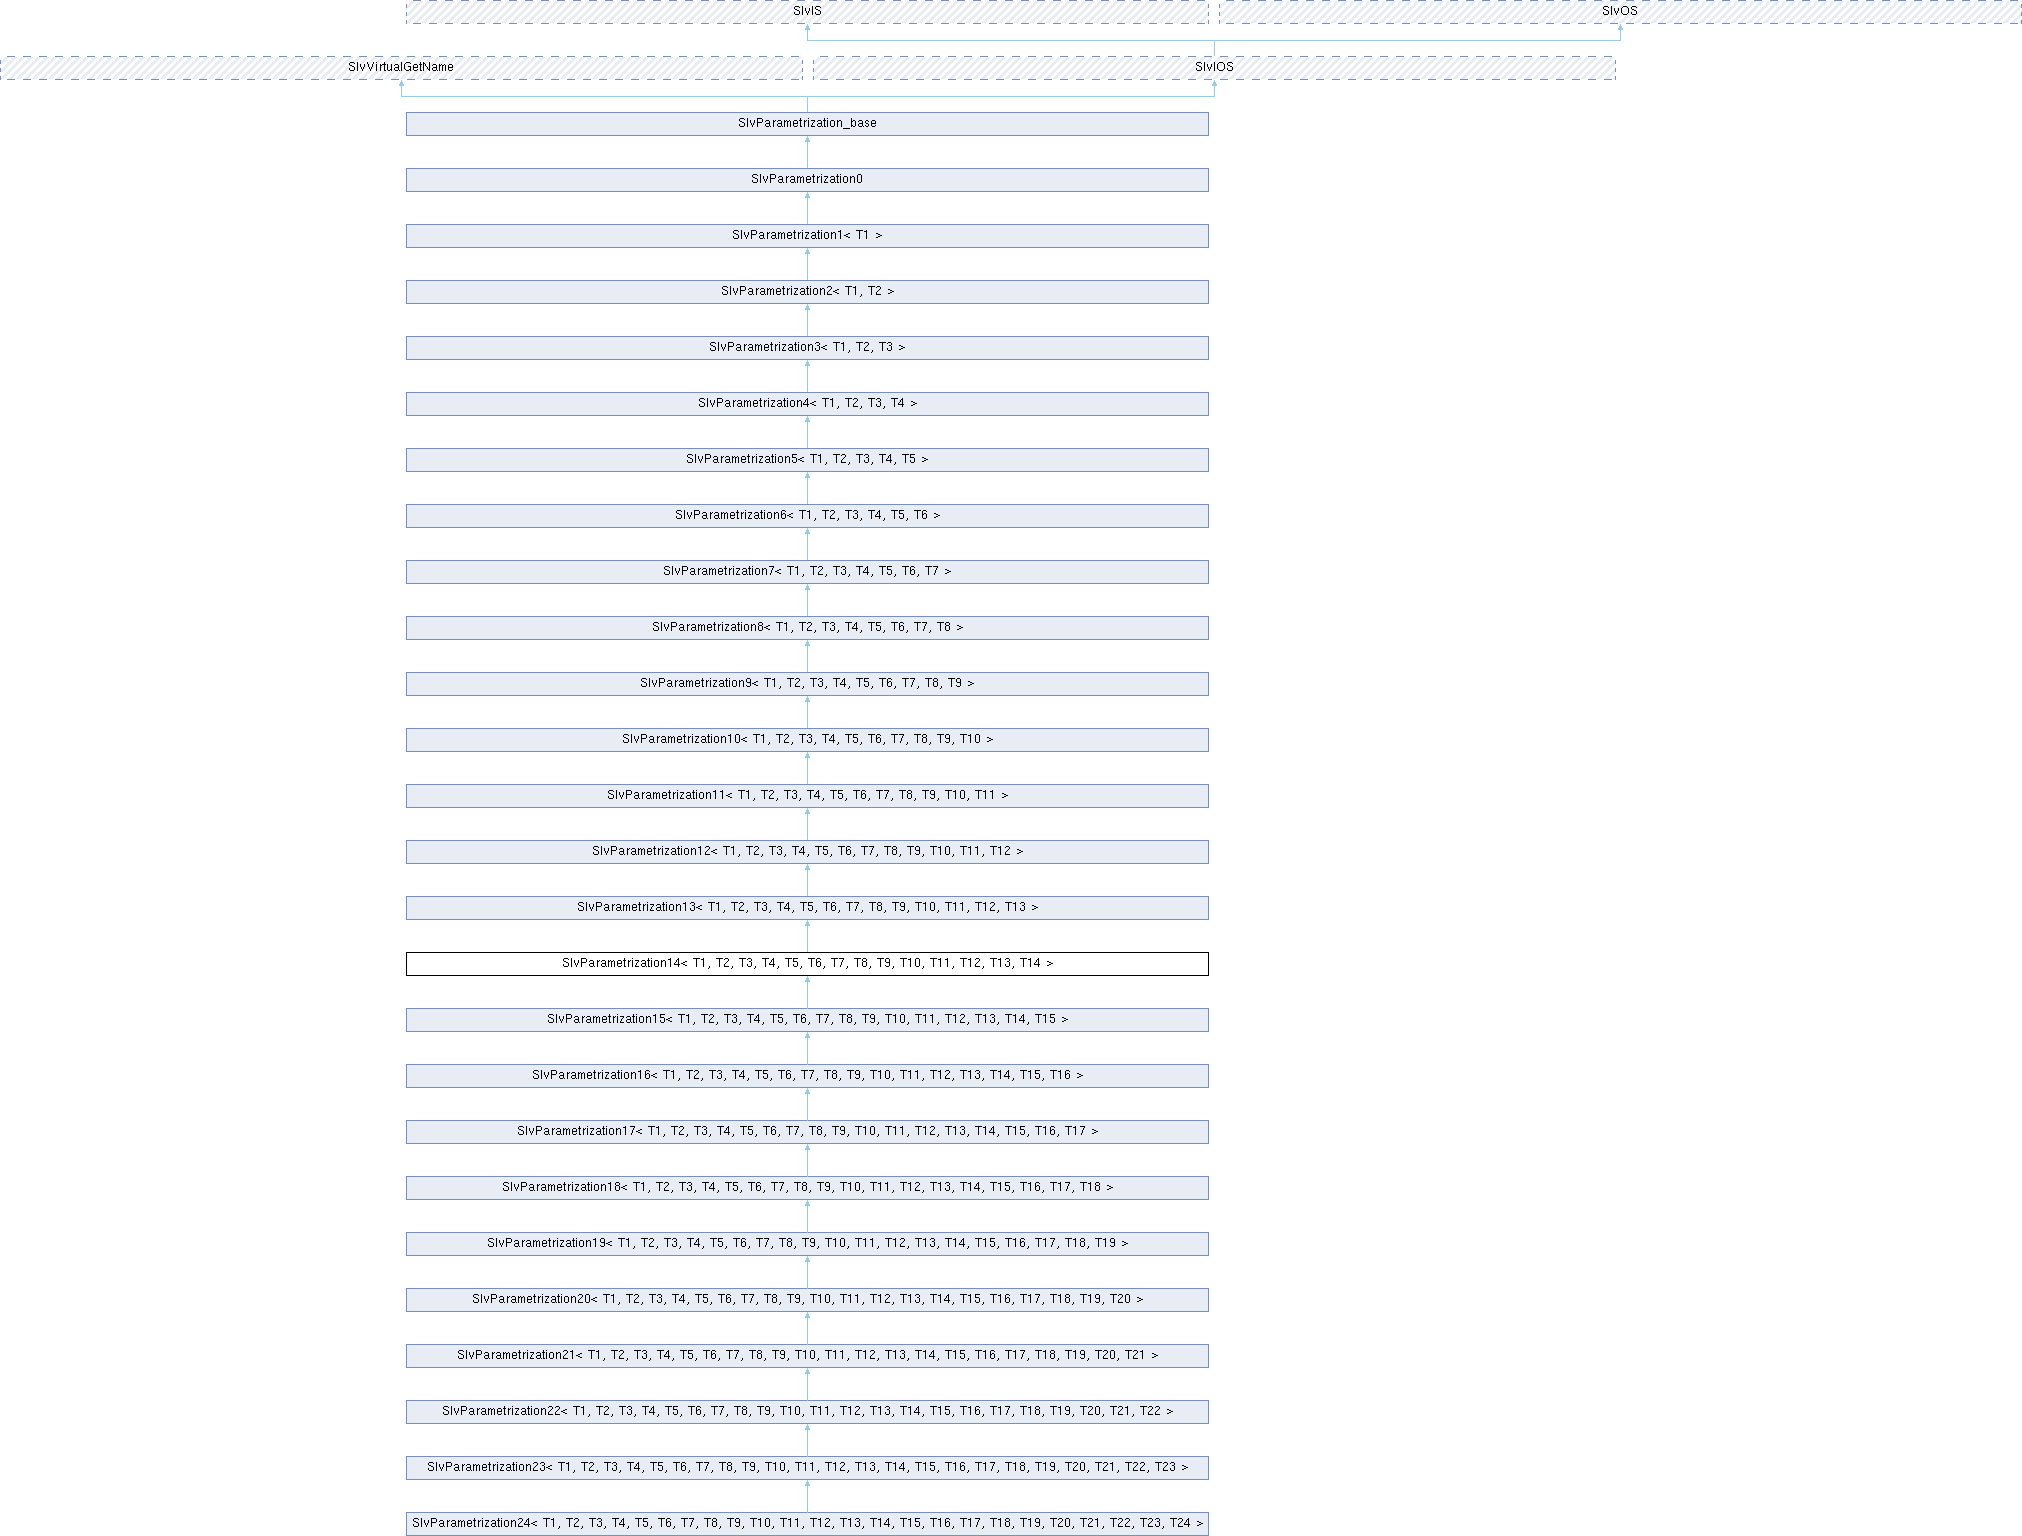 SlvIS
SlvOS
SlvVirtualGetName
SlvIOS
SlvParametrization_base
SlvParametrization0
SlvParametrization1< T1 >
SlvParametrization2< T1, T2 >
SlvParametrization3< T1, T2, T3 >
SlvParametrization4< T1, T2, T3, T4 >
SlvParametrization5< T1, T2, T3, T4, T5 >
SlvParametrization6< T1, T2, T3, T4, T5, T6 >
SlvParametrization7< T1, T2, T3, T4, T5, T6, T7 >
SlvParametrization8< T1, T2, T3, T4, T5, T6, T7, T8 >
SlvParametrization9< T1, T2, T3, T4, T5, T6, T7, T8, T9 >
SlvParametrization10< T1, T2, T3, T4, T5, T6, T7, T8, T9, T10 >
SlvParametrization11< T1, T2, T3, T4, T5, T6, T7, T8, T9, T10, T11 >
SlvParametrization12< T1, T2, T3, T4, T5, T6, T7, T8, T9, T10, T11, T12 >
SlvParametrization13< T1, T2, T3, T4, T5, T6, T7, T8, T9, T10, T11, T12, T13 >
SlvParametrization14< T1, T2, T3, T4, T5, T6, T7, T8, T9, T10, T11, T12, T13, T14 >
SlvParametrization15< T1, T2, T3, T4, T5, T6, T7, T8, T9, T10, T11, T12, T13, T14, T15 >
SlvParametrization16< T1, T2, T3, T4, T5, T6, T7, T8, T9, T10, T11, T12, T13, T14, T15, T16 >
SlvParametrization17< T1, T2, T3, T4, T5, T6, T7, T8, T9, T10, T11, T12, T13, T14, T15, T16, T17 >
SlvParametrization18< T1, T2, T3, T4, T5, T6, T7, T8, T9, T10, T11, T12, T13, T14, T15, T16, T17, T18 >
SlvParametrization19< T1, T2, T3, T4, T5, T6, T7, T8, T9, T10, T11, T12, T13, T14, T15, T16, T17, T18, T19 >
SlvParametrization20< T1, T2, T3, T4, T5, T6, T7, T8, T9, T10, T11, T12, T13, T14, T15, T16, T17, T18, T19, T20 >
SlvParametrization21< T1, T2, T3, T4, T5, T6, T7, T8, T9, T10, T11, T12, T13, T14, T15, T16, T17, T18, T19, T20, T21 >
SlvParametrization22< T1, T2, T3, T4, T5, T6, T7, T8, T9, T10, T11, T12, T13, T14, T15, T16, T17, T18, T19, T20, T21, T22 >
SlvParametrization23< T1, T2, T3, T4, T5, T6, T7, T8, T9, T10, T11, T12, T13, T14, T15, T16, T17, T18, T19, T20, T21, T22, T23 >
SlvParametrization24< T1, T2, T3, T4, T5, T6, T7, T8, T9, T10, T11, T12, T13, T14, T15, T16, T17, T18, T19, T20, T21, T22, T23, T24 >